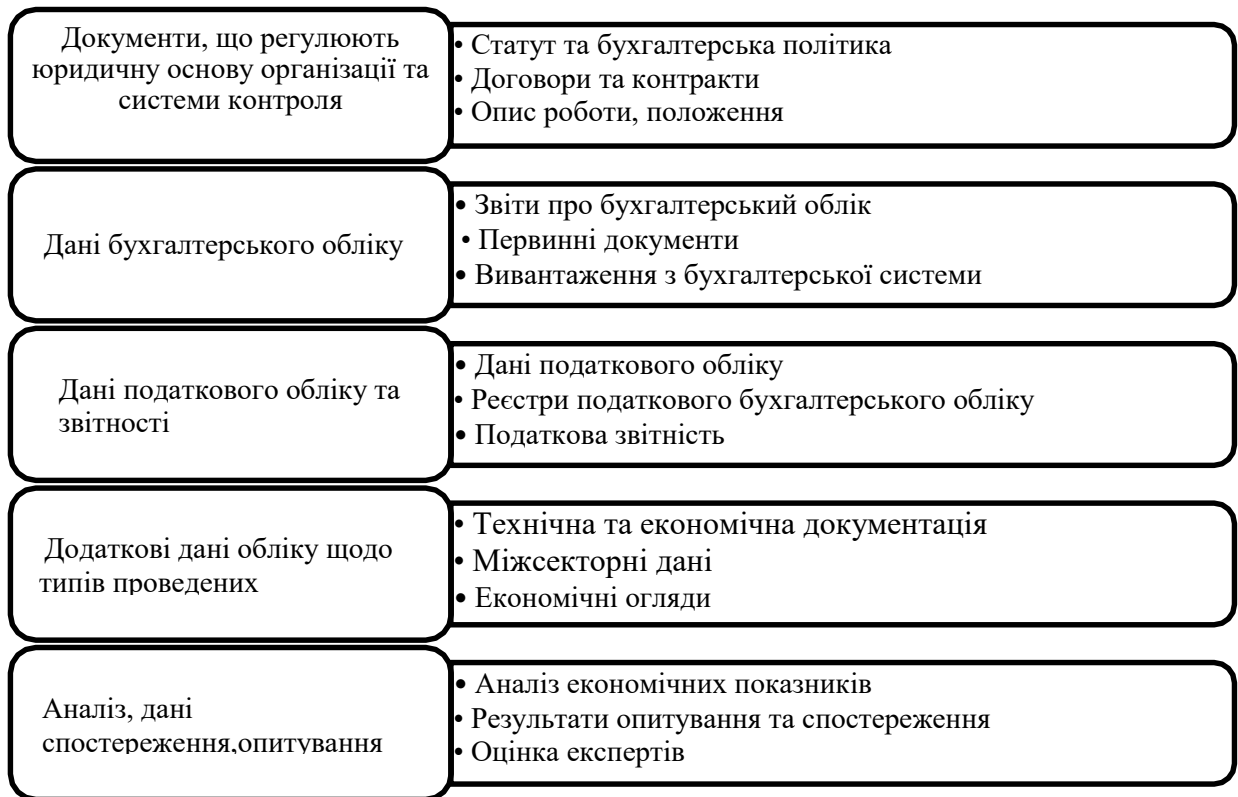 Документи, що регулюють
юридичну основу організації та
системи контроля
• Статут та бухгалтерська політика
• Договори та контракти
• Опис роботи, положення
Дані бухгалтерського обліку
• Звіти про бухгалтерський облік
• Первинні документи
• Вивантаження з бухгалтерської системи
Дані податкового обліку та
звітності
• Дані податкового обліку
• Реєстри податкового бухгалтерського обліку
• Податкова звітність
Додаткові дані обліку щодо
типів проведених
• Технічна та економічна документація
• Міжсекторні дані
• Економічні огляди
Аналіз, дані
спостереження,опитування
• Аналіз економічних показників
• Результати опитування та спостереження
• Оцінка експертів